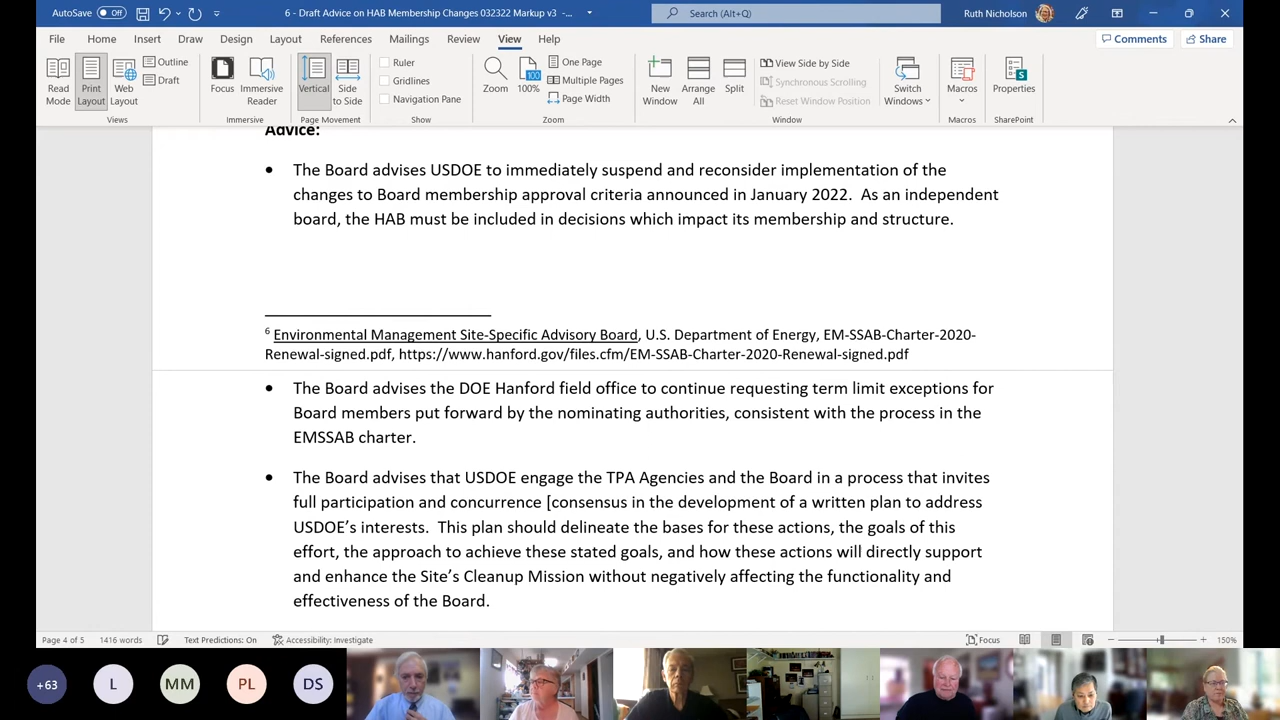 AutoSave Off 6 - Draft Advice on HAB Membership Changes 032322 Markup v3 -... Search (Alt+Q) Ruth Nicholson
File Home Insert Draw Design Layout References Mailings Review View Help Comments Share
Read Mode Print Layout Web Layout Outline Draft Focus Immersive Reader Vertical Side to Side Ruler Gridlines Navigation Pane Zoom 100 100% One Page Multiple Pages Page Width New Window Arrange All Split View Side by Side Synchronous Scrolling Reset Window Position Switch Windows Macros Properties
Views Immersive Page Movement Show Zoom Window Macros SharePoint
Advice:
• The Board advises USDOE to immediately suspend and reconsider implementation of the
changes to Board membership approval criteria announced in January 2022. As an independent
board, the HAB must be included in decisions which impact its membership and structure.
6 Environmental Management Site-Specific Advisory Board, U.S. Department of Energy, EM-SSAB-Charter-2020-
Renewal-signed.pdf, https://www.hanford.gov/files.cfm/EM-SSAB-Charter-2020-Renewal-signed.pdf
• The Board advises the DOE Hanford field office to continue requesting term limit exceptions for
Board members put forward by the nominating authorities, consistent with the process in the
EMSSAB charter.
• The Board advises that USDOE engage the TPA Agencies and the Board in a process that invites
full participation and concurrence [consensus in the development of a written plan to address
USDOE's interests. This plan should delineate the bases for these actions, the goals of this
effort, the approach to achieve these stated goals, and how these actions will directly support
and enhance the Site's Cleanup Mission without negatively affecting the functionality and
effectiveness of the Board.
Page 4 of 5 1416 words Text Predictions: On Accessibility: Investigate Focus 150%
+63 L MM PL DS